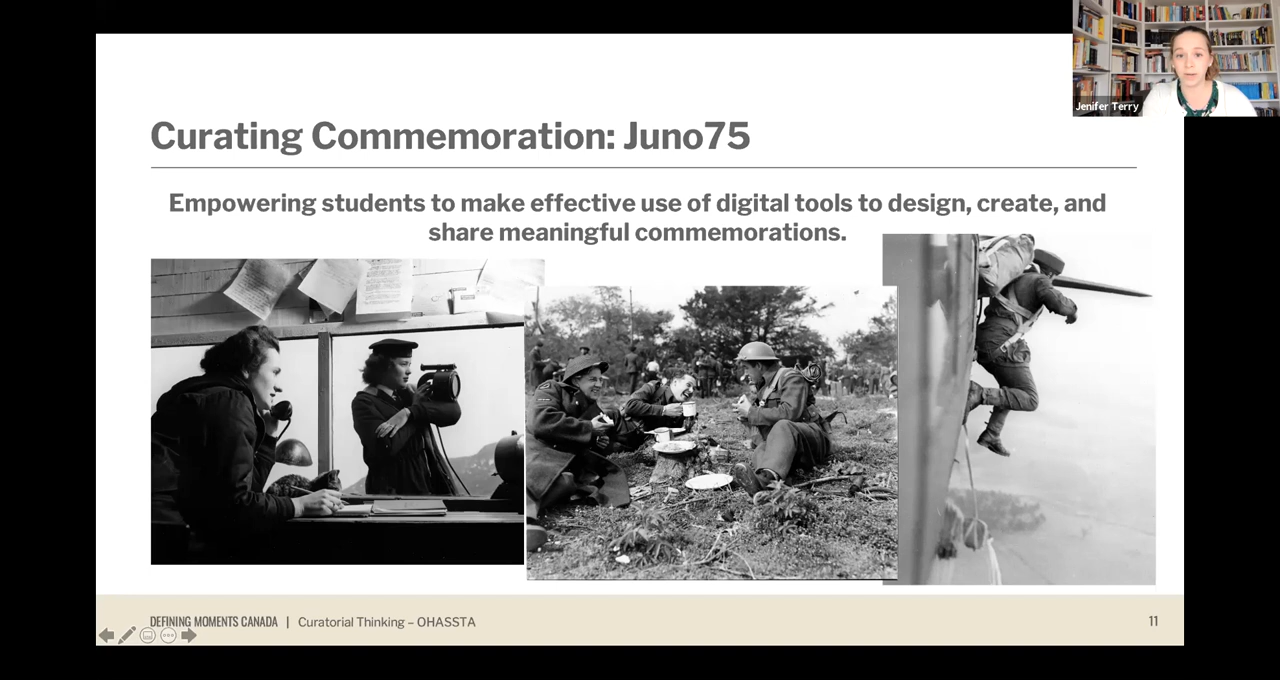 Jenifer Terry
Curating Commemoration: Juno75
Empowering students to make effective use of digital tools to design, create, and
share meaningful commemorations.
DEFINING MOMENTS CANADA | Curatorial Thinking – OHASSTA
11